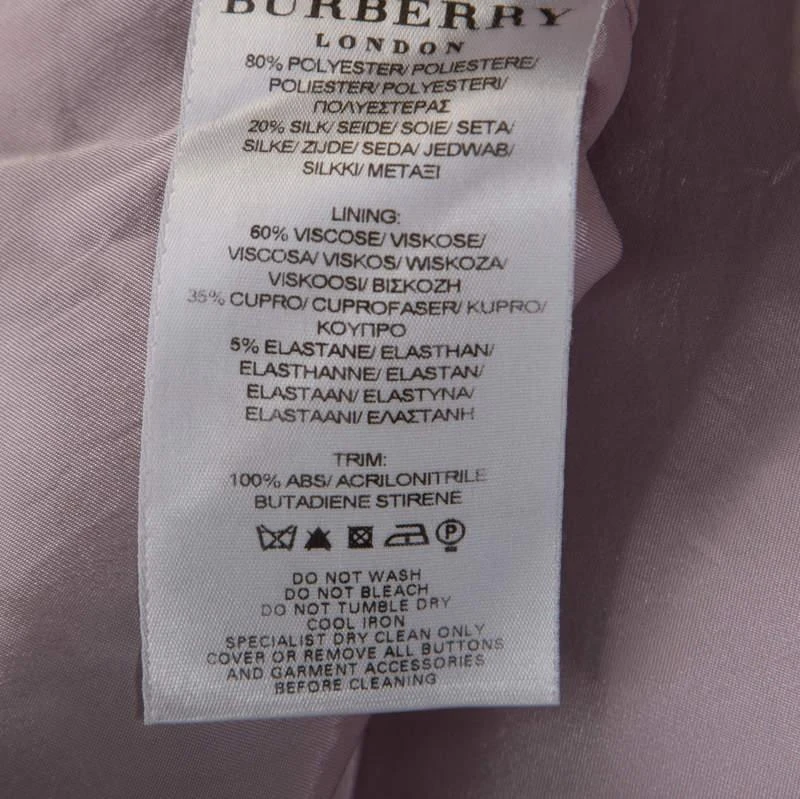 BURBERRY
LONDON
80% POLYESTER/ POLIESTERE/
POLIESTER/ POLYESTERI/
ΠΟΛΥΕΣΤΕΡΑΣ
20% SILK/ SEIDE/ SOIE/ SETA/
SILKE/ ZIJDE/ SEDA/ JEDWAB/
SILKKI/ ΜΕΤΑΞΙ
LINING:
60% VISCOSE/ VISKOSE/
VISCOSA/ VISKOS/ WISKOZA/
VISKOOSI/ ΒΙΣΚΟΖΗ
35% CUPRO/ CUPROFASER/ KUPRO/
ΚΟΥΠΡΟ
5% ELASTANE/ ELASTHAN/
ELASTHANNE/ ELASTAN/
ELASTAAN/ ELASTYNA/
ELASTAANI/ ΕΛΑΣΤΑΝΗ
TRIM:
100% ABS/ ACRILONITRILE
BUTADIENE STIRENE
P
DO NOT WASH
DO NOT BLEACH
DO NOT TUMBLE DRY
COOL IRON
SPECIALIST DRY CLEAN ONLY
COVER OR REMOVE ALL BUTTONS
AND GARMENT ACCESSORIES
BEFORE CLEANING